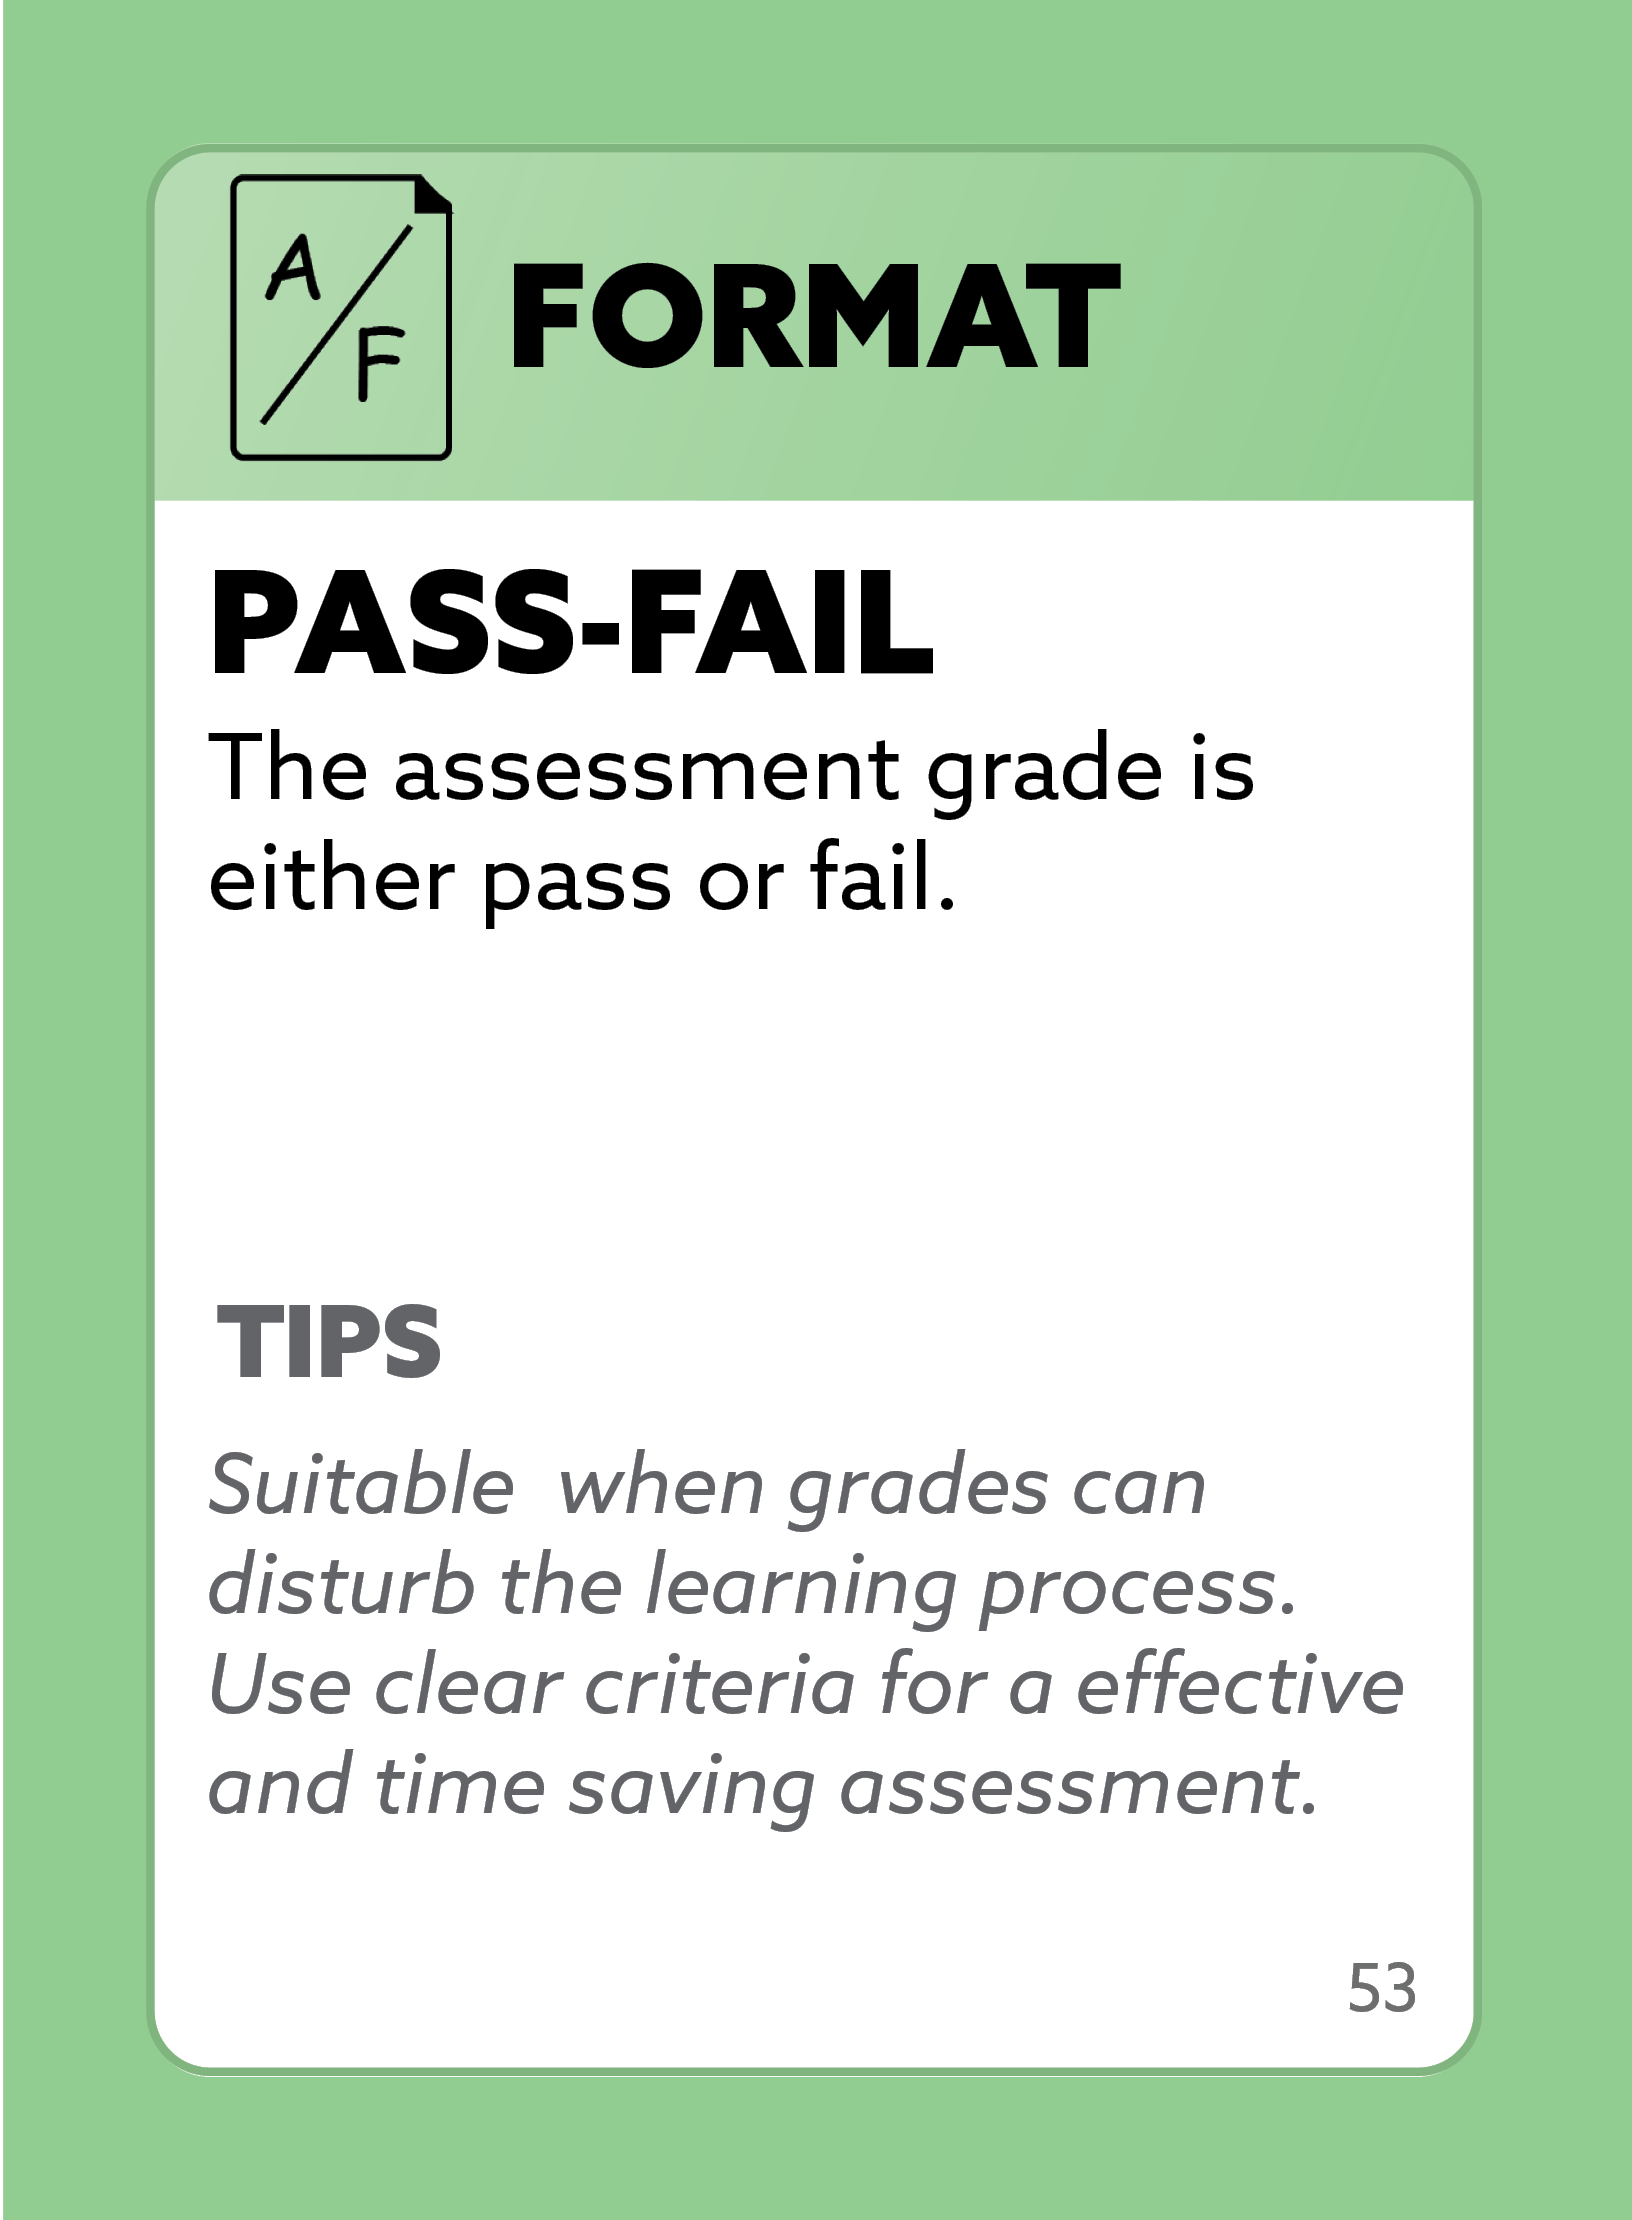 A
F
FORMAT
PASS-FAIL
The assessment grade is
either pass or fail.
TIPS
Suitable  when grades can
disturb the learning process.
Use clear criteria for a effective
and time saving assessment.
53